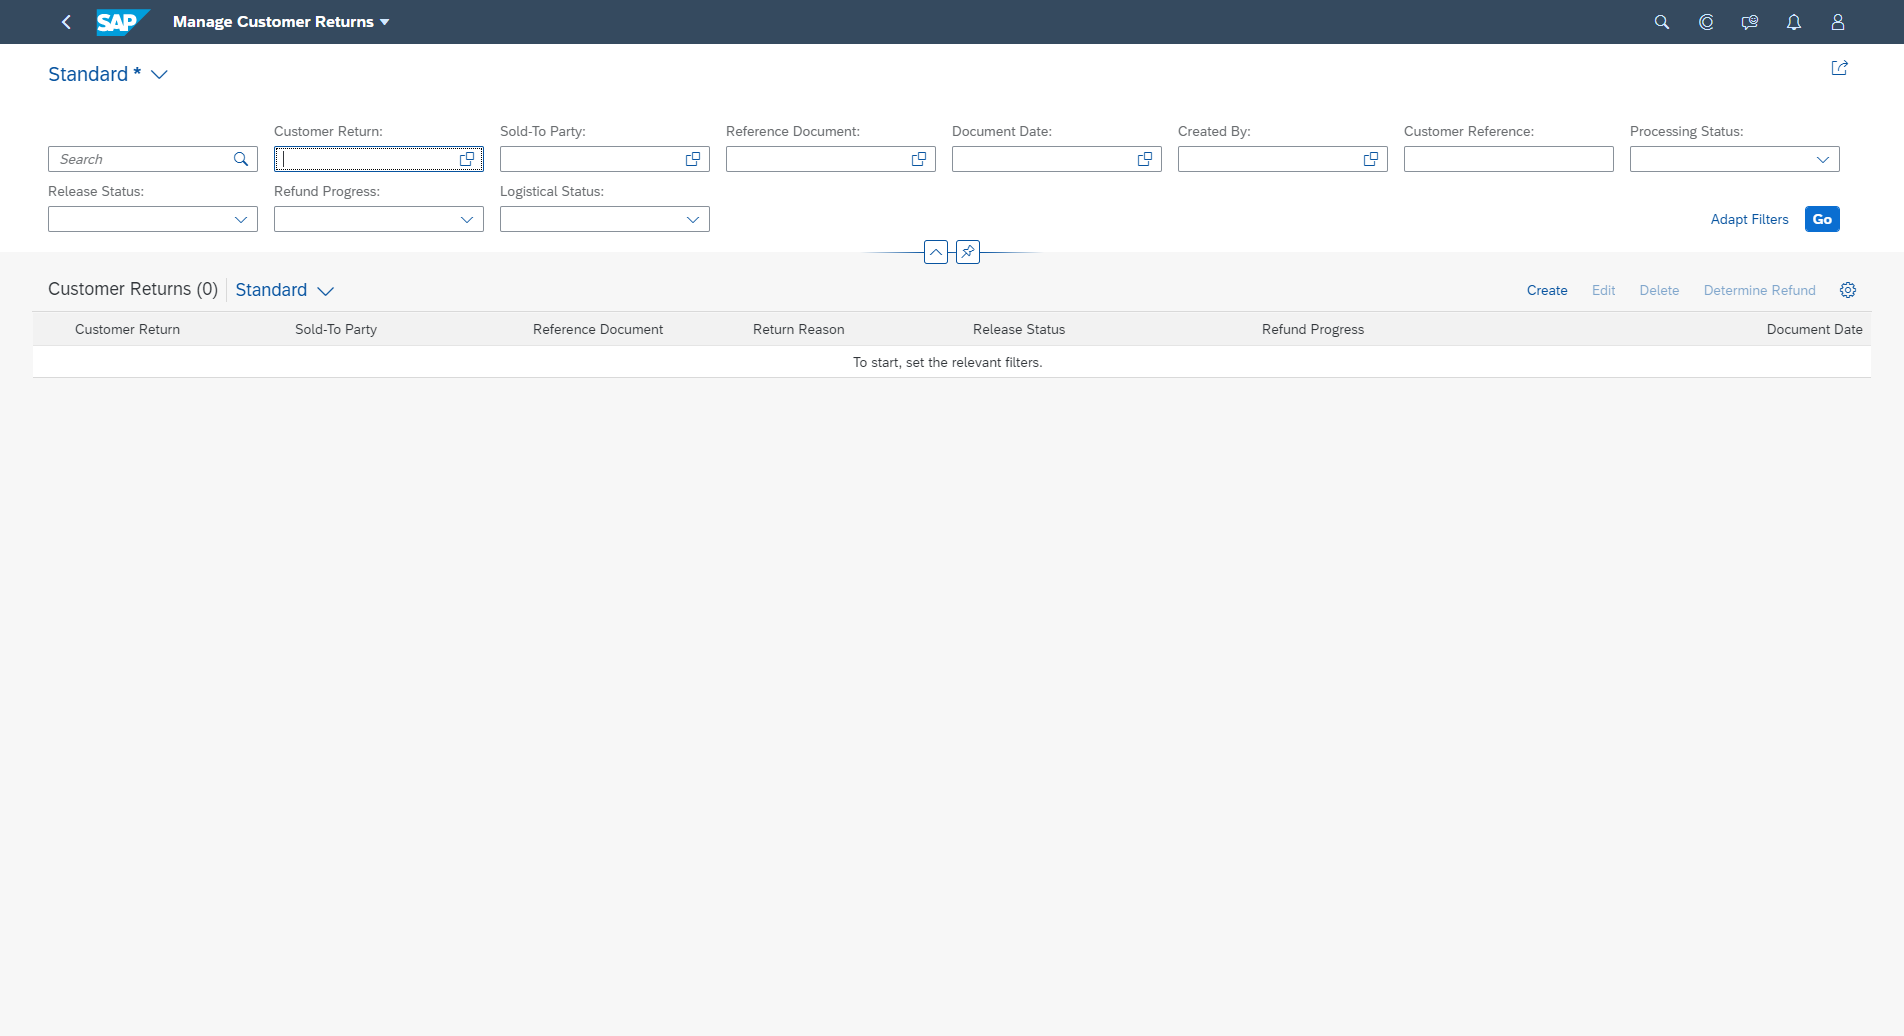 SAP Manage Customer Returns
Standard *
Customer Return: Sold-To Party: Reference Document: Document Date: Created By: Customer Reference: Processing Status:
Search
Release Status: Refund Progress: Logistical Status:
Adapt Filters Go
Customer Returns (0) Standard Create Edit Delete Determine Refund
Customer Return Sold-To Party Reference Document Return Reason Release Status Refund Progress Document Date
To start, set the relevant filters.